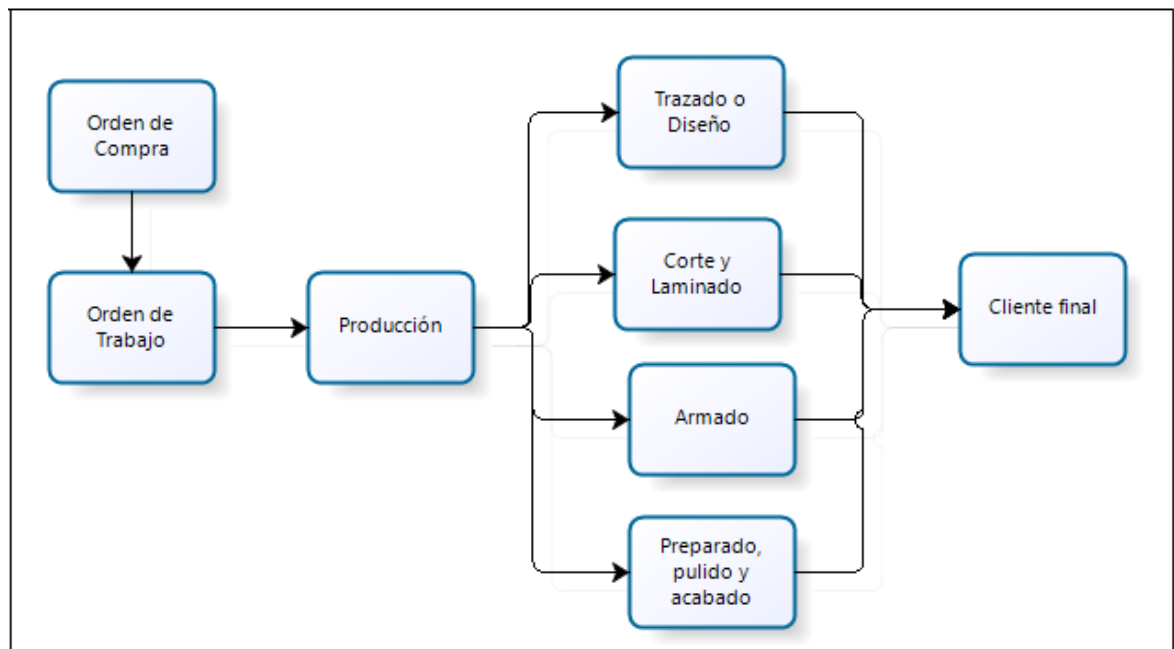 Orden de
Compra
Orden de
Trabajo
Producción
Trazado o
Diseño
Corte y
Laminado
Armado
Preparado,
pulido y
acabado
Cliente final